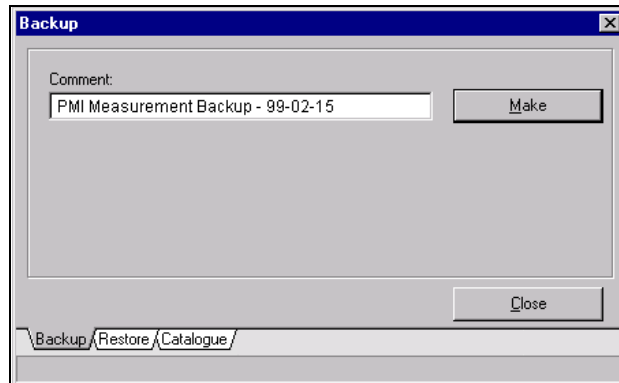 Backup
Comment:
PMI Measurement Backup - 99-02-15
Make
Close
Backup Restore Catalogue